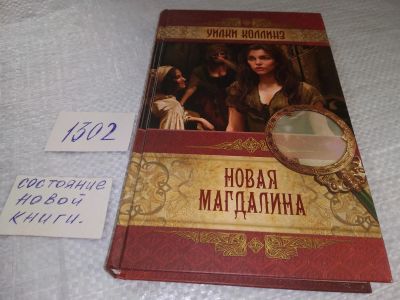 УИЛКИ КОЛЛИНЗ
1302
состояние
новой
книги.
НОВАЯ
МАГДАЛИНА